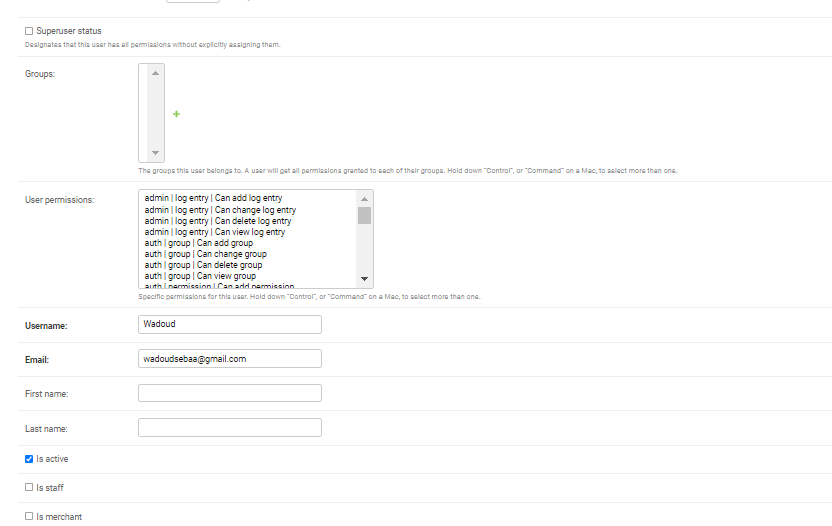 Superuser status
Designates that this user has all permissions without explicitly assigning them.
Groups:
The groups this user belongs to. A user will get all permissions granted to each of their groups. Hold down "Control", or "Command" on a Mac, to select more than one.
User permissions:
admin | log entry | Can add log entry
admin | log entry | Can change log entry
admin | log entry | Can delete log entry
admin | log entry | Can view log entry
auth | group | Can add group
auth | group | Can change group
auth | group | Can delete group
auth | group | Can view group
auth | permission | Can add permission
Specific permissions for this user. Hold down "Control", or "Command" on a Mac, to select more than one.
Username: Wadoud
Email: wadoudsebaa@gmail.com
First name:
Last name:
Is active
Is staff
Is merchant